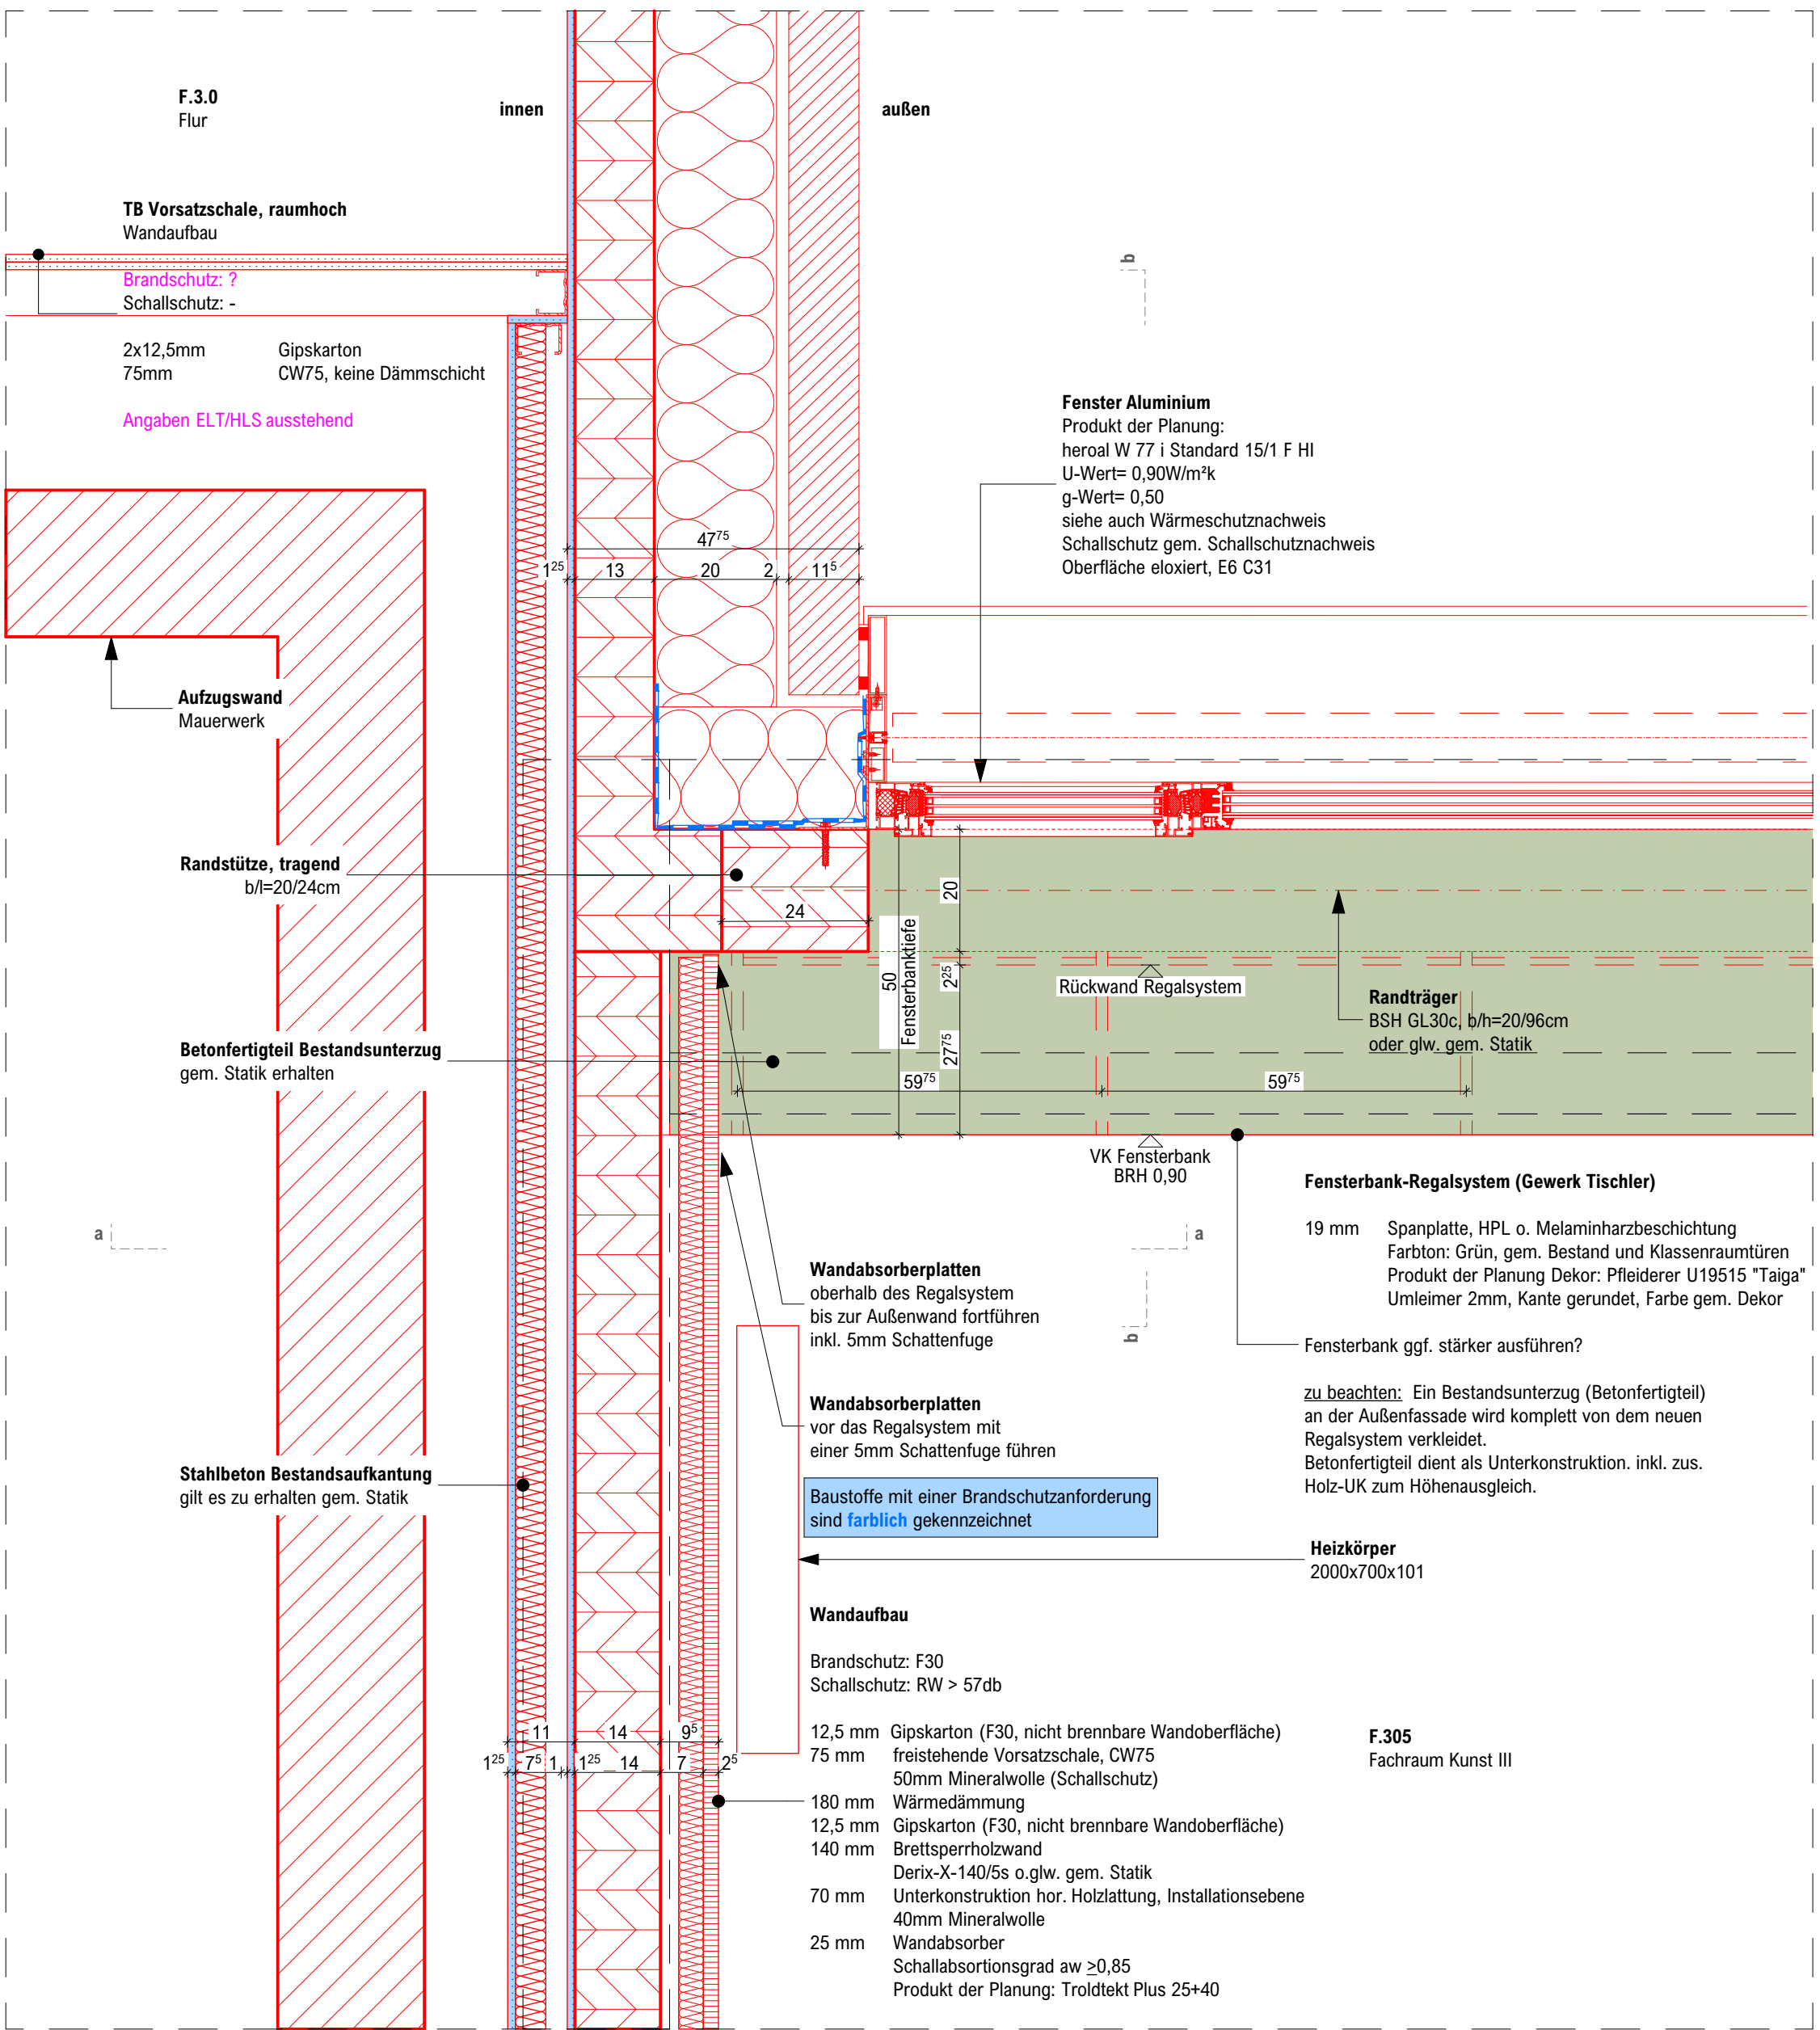 F.3.0
Flur
innen
außen
TB Vorsatzschale, raumhoch
Wandaufbau
Brandschutz: ?
Schallschutz: -
2x12,5mm Gipskarton
75mm CW75, keine Dämmschicht
Angaben ELT/HLS ausstehend
b
Fenster Aluminium
Produkt der Planung:
heroal W 77 i Standard 15/1 F HI
U-Wert= 0,90W/m²k
g-Wert= 0,50
siehe auch Wärmeschutznachweis
Schallschutz gem. Schallschutznachweis
Oberfläche eloxiert, E6 C31
47⁷⁵
1²⁵ 13 20 2 11⁵
Aufzugswand
Mauerwerk
Randstütze, tragend
b/l=20/24cm
24
20
50
Fensterbanktiefe
2²⁵
27⁷⁵
Rückwand Regalsystem
Randträger
BSH GL30c, b/h=20/96cm
oder glw. gem. Statik
Betonfertigteil Bestandsunterzug
gem. Statik erhalten
59⁷⁵ 59⁷⁵
VK Fensterbank
BRH 0,90
Fensterbank-Regalsystem (Gewerk Tischler)
19 mm Spanplatte, HPL o. Melaminharzbeschichtung
Farbton: Grün, gem. Bestand und Klassenraumtüren
Produkt der Planung Dekor: Pfleiderer U19515 "Taiga"
Umleimer 2mm, Kante gerundet, Farbe gem. Dekor
Fensterbank ggf. stärker ausführen?
zu beachten: Ein Bestandsunterzug (Betonfertigteil)
an der Außenfassade wird komplett von dem neuen
Regalsystem verkleidet.
Betonfertigteil dient als Unterkonstruktion. inkl. zus.
Holz-UK zum Höhenausgleich.
a
a
b
Wandabsorberplatten
oberhalb des Regalsystem
bis zur Außenwand fortführen
inkl. 5mm Schattenfuge
Wandabsorberplatten
vor das Regalsystem mit
einer 5mm Schattenfuge führen
Stahlbeton Bestandsaufkantung
gilt es zu erhalten gem. Statik
Baustoffe mit einer Brandschutzanforderung
sind farblich gekennzeichnet
Heizkörper
2000x700x101
Wandaufbau
Brandschutz: F30
Schallschutz: RW > 57db
12,5 mm Gipskarton (F30, nicht brennbare Wandoberfläche)
75 mm freistehende Vorsatzschale, CW75
50mm Mineralwolle (Schallschutz)
180 mm Wärmedämmung
12,5 mm Gipskarton (F30, nicht brennbare Wandoberfläche)
140 mm Brettsperrholzwand
Derix-X-140/5s o.glw. gem. Statik
70 mm Unterkonstruktion hor. Holzlattung, Installationsebene
40mm Mineralwolle
25 mm Wandabsorber
Schallabsortionsgrad aw ≥0,85
Produkt der Planung: Troldtekt Plus 25+40
11 14 9⁵
1²⁵ 7⁵ 1 1²⁵ 14 7 2⁵
F.305
Fachraum Kunst III